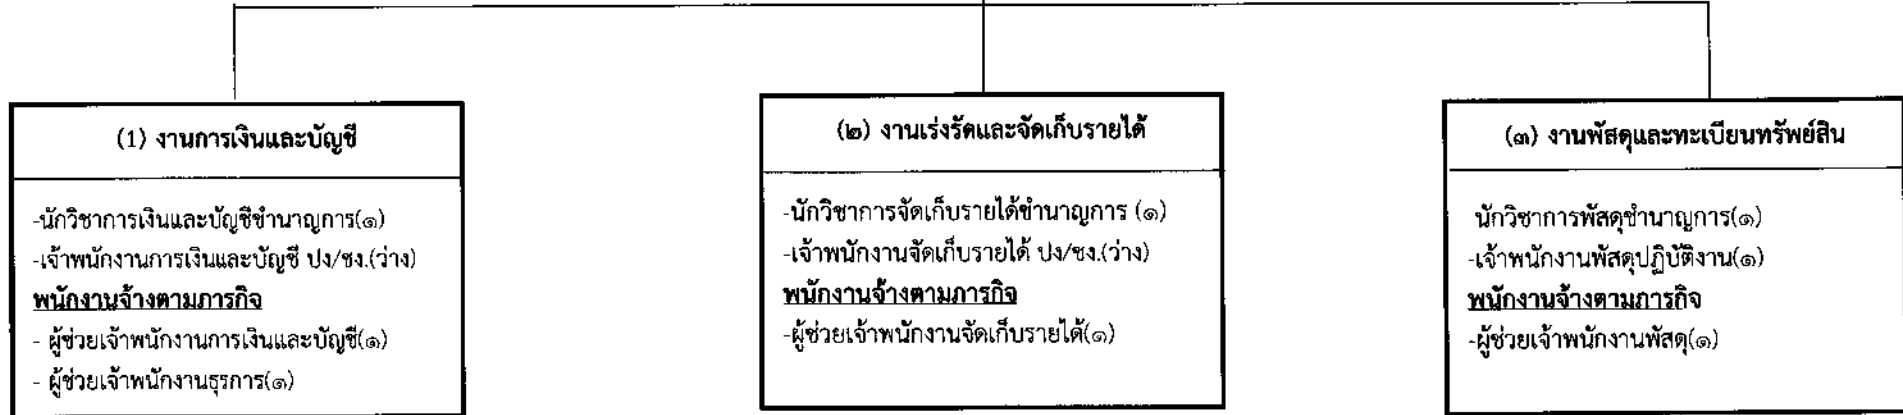 (1) งานการเงินและบัญชี
-นักวิชาการเงินและบัญชีชำนาญการ(๑)
-เจ้าพนักงานการเงินและบัญชี ปง/ชง.(ว่าง)
พนักงานจ้างตามภารกิจ
- ผู้ช่วยเจ้าพนักงานการเงินและบัญชี(๑)
- ผู้ช่วยเจ้าพนักงานธุรการ(๑)
(๒) งานเร่งรัดและจัดเก็บรายได้
-นักวิชาการจัดเก็บรายได้ชำนาญการ (๑)
-เจ้าพนักงานจัดเก็บรายได้ ปง/ชง.(ว่าง)
พนักงานจ้างตามภารกิจ
-ผู้ช่วยเจ้าพนักงานจัดเก็บรายได้(๑)
(๓) งานพัสดุและทะเบียนทรัพย์สิน
นักวิชาการพัสดุชำนาญการ(๑)
-เจ้าพนักงานพัสดุปฏิบัติงาน(๑)
พนักงานจ้างตามภารกิจ
-ผู้ช่วยเจ้าพนักงานพัสดุ(๑)